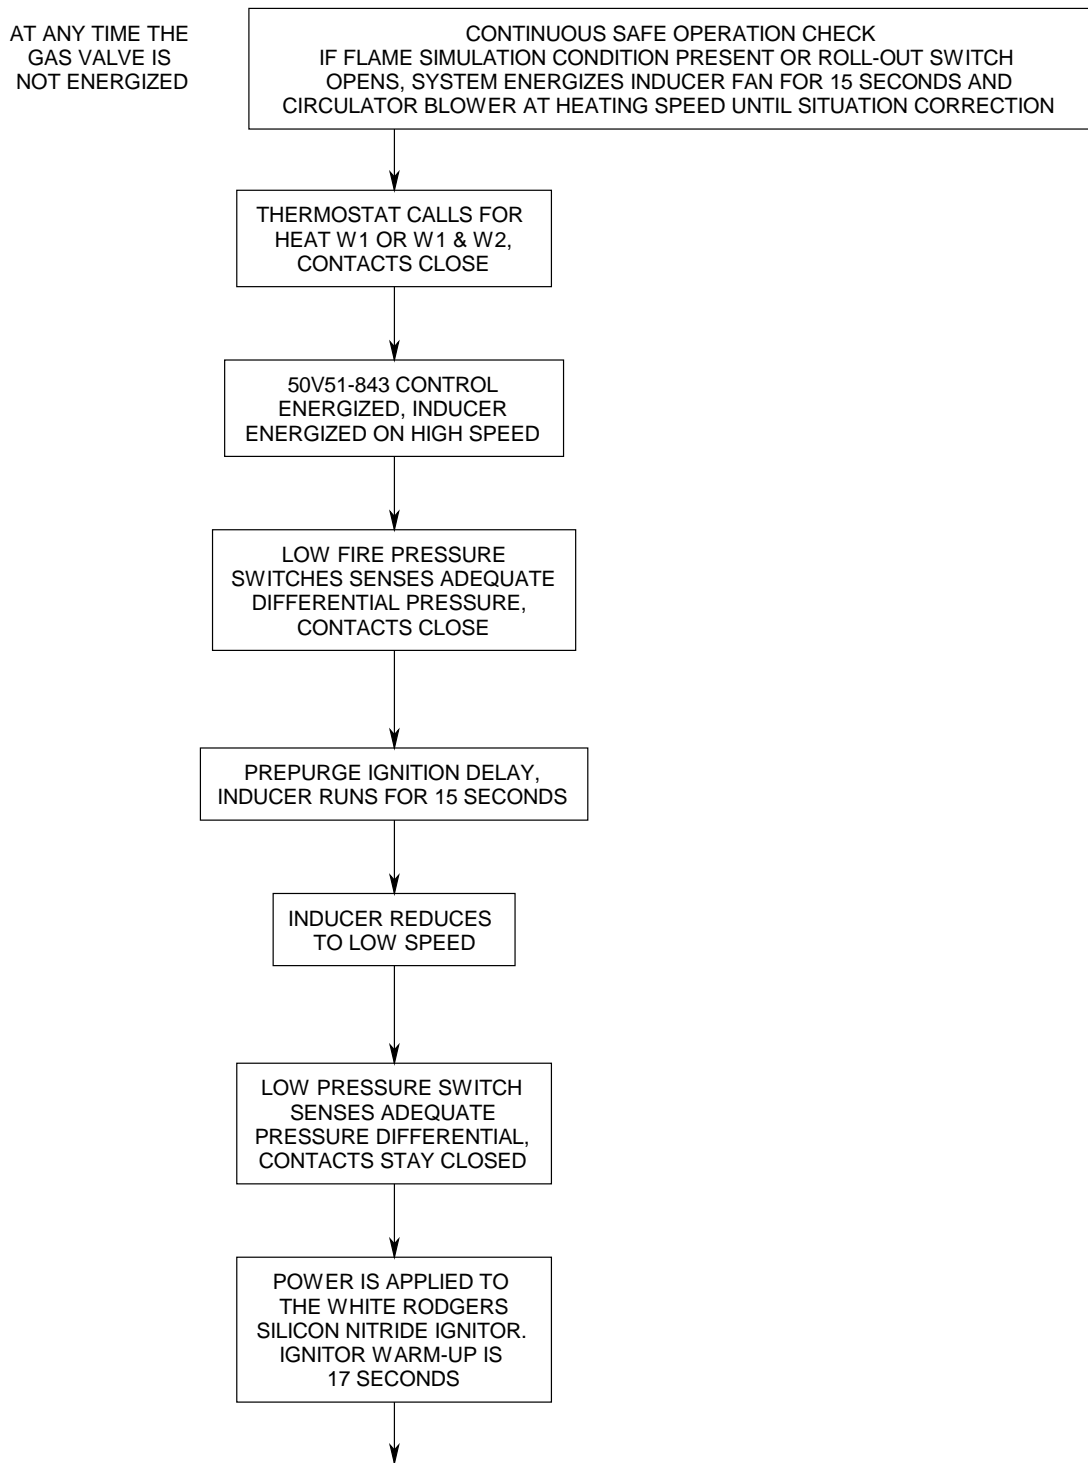 AT ANY TIME THE
GAS VALVE IS
NOT ENERGIZED
CONTINUOUS SAFE OPERATION CHECK
IF FLAME SIMULATION CONDITION PRESENT OR ROLL-OUT SWITCH
OPENS, SYSTEM ENERGIZES INDUCER FAN FOR 15 SECONDS AND
CIRCULATOR BLOWER AT HEATING SPEED UNTIL SITUATION CORRECTION
THERMOSTAT CALLS FOR
HEAT W1 OR W1 & W2,
CONTACTS CLOSE
50V51-843 CONTROL
ENERGIZED, INDUCER
ENERGIZED ON HIGH SPEED
LOW FIRE PRESSURE
SWITCHES SENSES ADEQUATE
DIFFERENTIAL PRESSURE,
CONTACTS CLOSE
PREPURGE IGNITION DELAY,
INDUCER RUNS FOR 15 SECONDS
INDUCER REDUCES
TO LOW SPEED
LOW PRESSURE SWITCH
SENSES ADEQUATE
PRESSURE DIFFERENTIAL,
CONTACTS STAY CLOSED
POWER IS APPLIED TO
THE WHITE RODGERS
SILICON NITRIDE IGNITOR.
IGNITOR WARM-UP IS
17 SECONDS